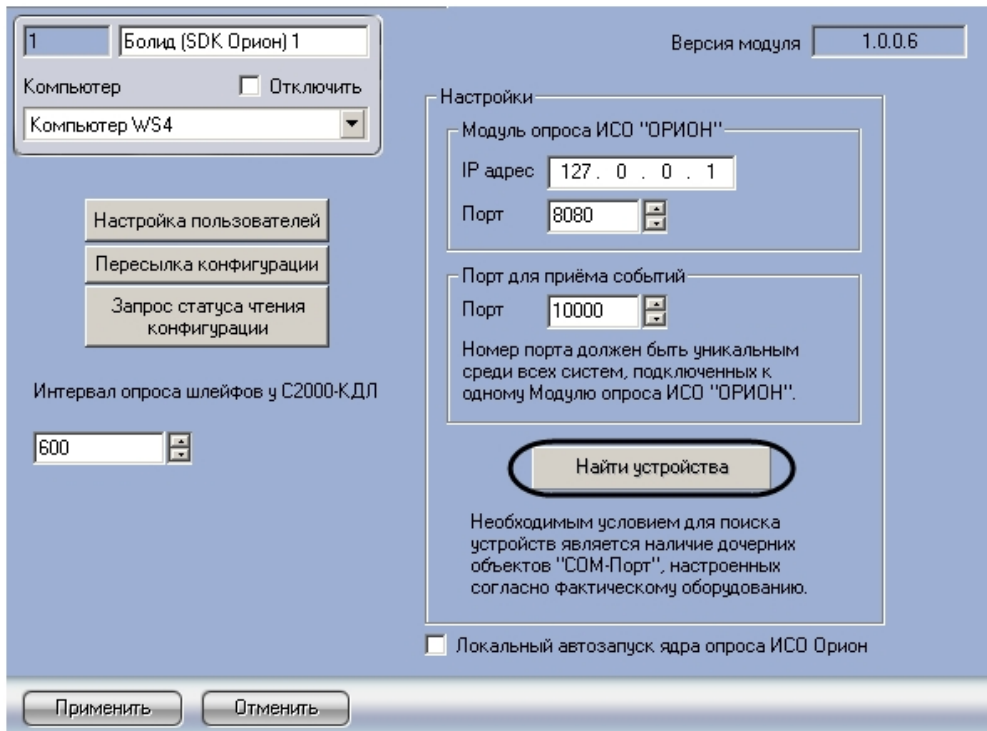 1
Болид (SDK Орион) 1
Компьютер
Отключить
Компьютер WS4
Настройка пользователей
Пересылка конфигурации
Запрос статуса чтения
конфигурации
Интервал опроса шлейфов у С2000-КДЛ
600
Версия модуля
1.0.0.6
Настройки
Модуль опроса ИСО "ОРИОН"
IP адрес
127. 0 . 0 . 1
Порт
8080
Порт для приёма событий
Порт
10000
Номер порта должен быть уникальным
среди всех систем, подключенных к
одному Модулю опроса ИСО "ОРИОН".
Найти устройства
Необходимым условием для поиска
устройств является наличие дочерних
объектов "COM-Порт", настроенных
согласно фактическому оборудованию.
Локальный автозапуск ядра опроса ИСО Орион
Применить
Отменить